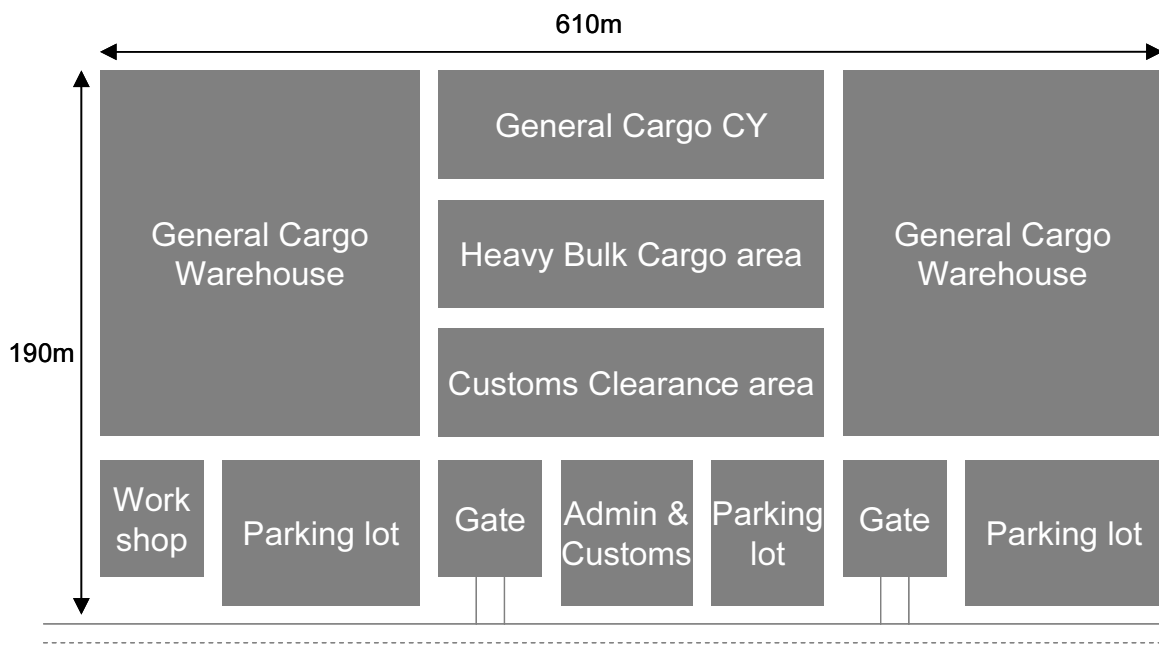 610m
General Cargo CY
General Cargo
Warehouse
Heavy Bulk Cargo area
General Cargo
Warehouse
190m
Customs Clearance area
Work
shop
Parking lot
Gate
Admin &
Customs
Parking
lot
Gate
Parking lot